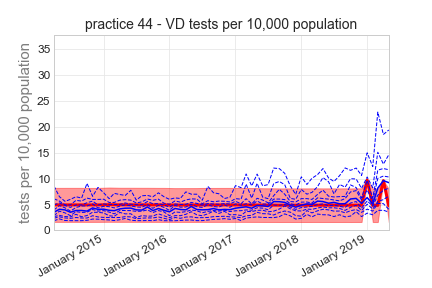 practice 44 - VD tests per 10,000 population
tests per 10,000 population
35
30
25
20
15
10
5
0
January 2015
January 2016
January 2017
January 2018
January 2019